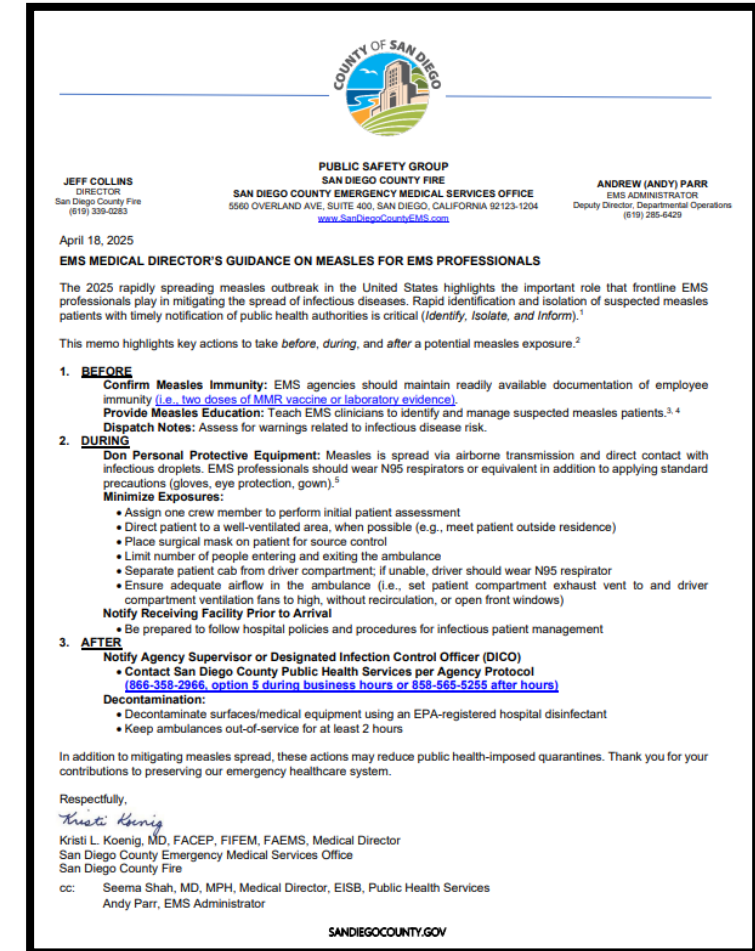 COUNTY OF SAN DIEGO
JEFF COLLINS
DIRECTOR
San Diego County Fire
(619) 339-0283
PUBLIC SAFETY GROUP
SAN DIEGO COUNTY FIRE
SAN DIEGO COUNTY EMERGENCY MEDICAL SERVICES OFFICE
5560 OVERLAND AVE, SUITE 400, SAN DIEGO, CALIFORNIA 92123-1204
www.SanDiegoCountyEMS.com
ANDREW (ANDY) PARR
EMS ADMINISTRATOR
Deputy Director, Departmental Operations
(619) 285-6429
April 18, 2025
EMS MEDICAL DIRECTOR'S GUIDANCE ON MEASLES FOR EMS PROFESSIONALS
The 2025 rapidly spreading measles outbreak in the United States highlights the important role that frontline EMS
professionals play in mitigating the spread of infectious diseases. Rapid identification and isolation of suspected measles
patients with timely notification of public health authorities is critical (Identify, Isolate, and Inform).1
This memo highlights key actions to take before, during, and after a potential measles exposure.2
1. BEFORE
Confirm Measles Immunity: EMS agencies should maintain readily available documentation of employee
immunity (i.e., two doses of MMR vaccine or laboratory evidence).
Provide Measles Education: Teach EMS clinicians to identify and manage suspected measles patients.3, 4
Dispatch Notes: Assess for warnings related to infectious disease risk.
2. DURING
Don Personal Protective Equipment: Measles is spread via airborne transmission and direct contact with
infectious droplets. EMS professionals should wear N95 respirators or equivalent in addition to applying standard
precautions (gloves, eye protection, gown).5
Minimize Exposures:
• Assign one crew member to perform initial patient assessment
• Direct patient to a well-ventilated area, when possible (e.g., meet patient outside residence)
• Place surgical mask on patient for source control
• Limit number of people entering and exiting the ambulance
• Separate patient cab from driver compartment; if unable, driver should wear N95 respirator
• Ensure adequate airflow in the ambulance (i.e., set patient compartment exhaust vent to and driver
compartment ventilation fans to high, without recirculation, or open front windows)
Notify Receiving Facility Prior to Arrival
• Be prepared to follow hospital policies and procedures for infectious patient management
3. AFTER
Notify Agency Supervisor or Designated Infection Control Officer (DICO)
• Contact San Diego County Public Health Services per Agency Protocol
(866-358-2966, option 5 during business hours or 858-565-5255 after hours)
Decontamination:
• Decontaminate surfaces/medical equipment using an EPA-registered hospital disinfectant
• Keep ambulances out-of-service for at least 2 hours
In addition to mitigating measles spread, these actions may reduce public health-imposed quarantines. Thank you for your
contributions to preserving our emergency healthcare system.
Respectfully,
Kristi Koenig
Kristi L. Koenig, MD, FACEP, FIFEM, FAEMS, Medical Director
San Diego County Emergency Medical Services Office
San Diego County Fire
cc: Seema Shah, MD, MPH, Medical Director, EISB, Public Health Services
Andy Parr, EMS Administrator
SANDIEGOCOUNTY.GOV